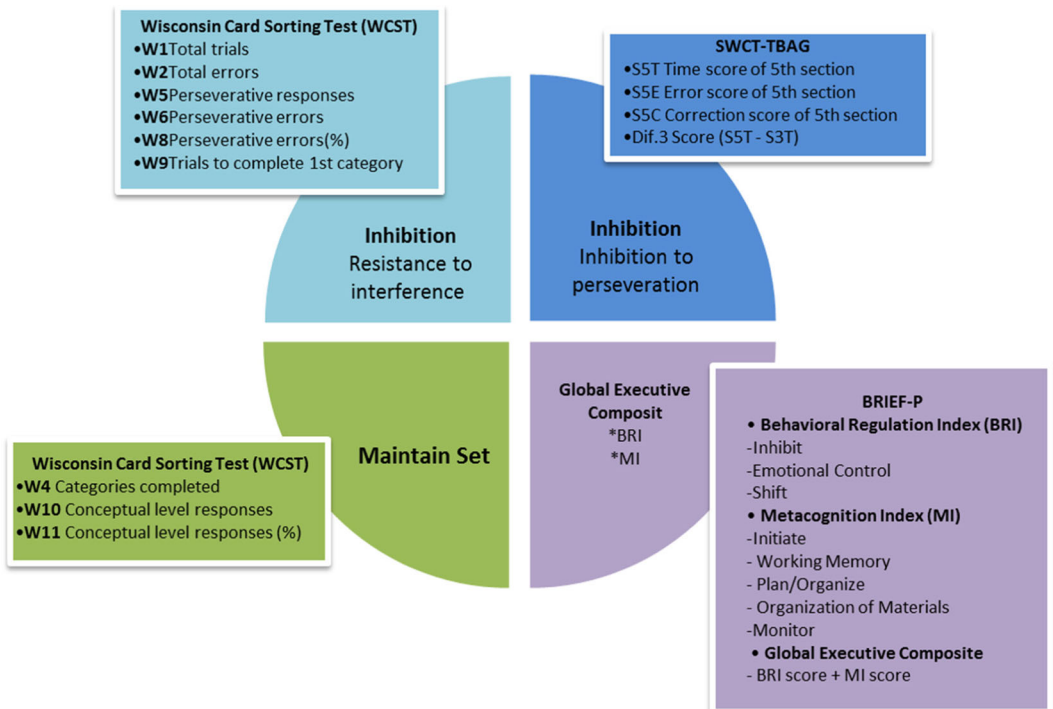 Wisconsin Card Sorting Test (WCST)
•W1Total trials
•W2Total errors
•W5Perseverative responses
•W6Perseverative errors
•W8Perseverative errors(%)
•W9Trials to complete 1st category
SWCT-TBAG
•S5T Time score of 5th section
•S5E Error score of 5th section
•S5C Correction score of 5th section
•Dif.3 Score (S5T - S3T)
Inhibition
Resistance to
interference
Inhibition
Inhibition to
perseveration
Maintain Set
Wisconsin Card Sorting Test (WCST)
•W4 Categories completed
•W10 Conceptual level responses
•W11 Conceptual level responses (%)
Global Executive
Composit
*BRI
*MI
BRIEF-P
• Behavioral Regulation Index (BRI)
-Inhibit
-Emotional Control
-Shift
• Metacognition Index (MI)
-Initiate
- Working Memory
- Plan/Organize
- Organization of Materials
-Monitor
• Global Executive Composite
- BRI score + MI score